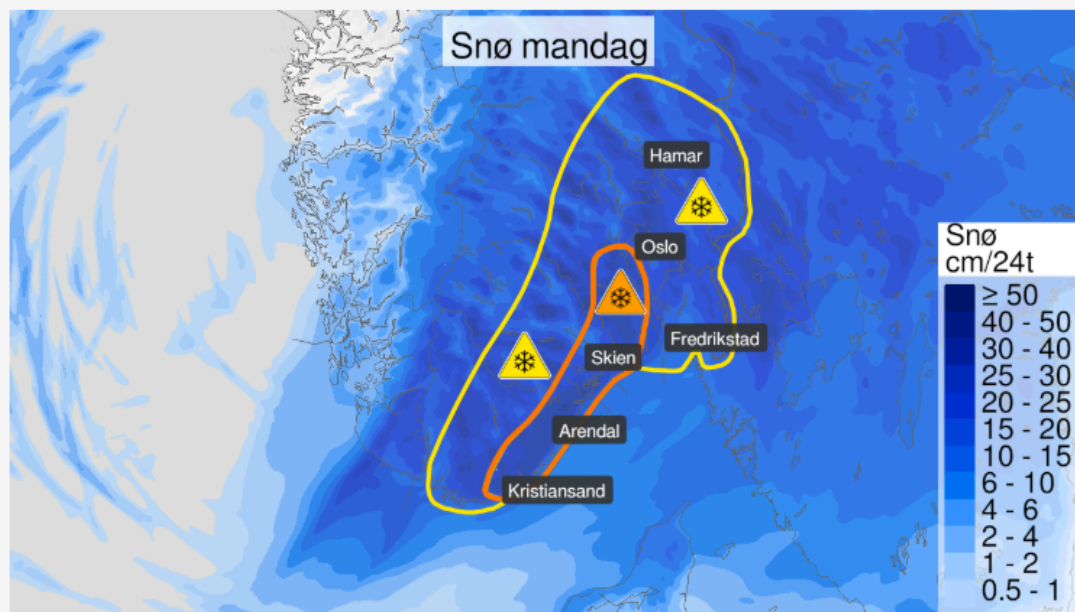 Snø mandag
Hamar
Oslo
Fredrikstad
Skien
Arendal
Kristiansand
Snø
cm/24t
≥ 50
40 - 50
30 - 40
25 - 30
20 - 25
15 - 20
10 - 15
6 - 10
4 - 6
2 - 4
1 - 2
0.5 - 1